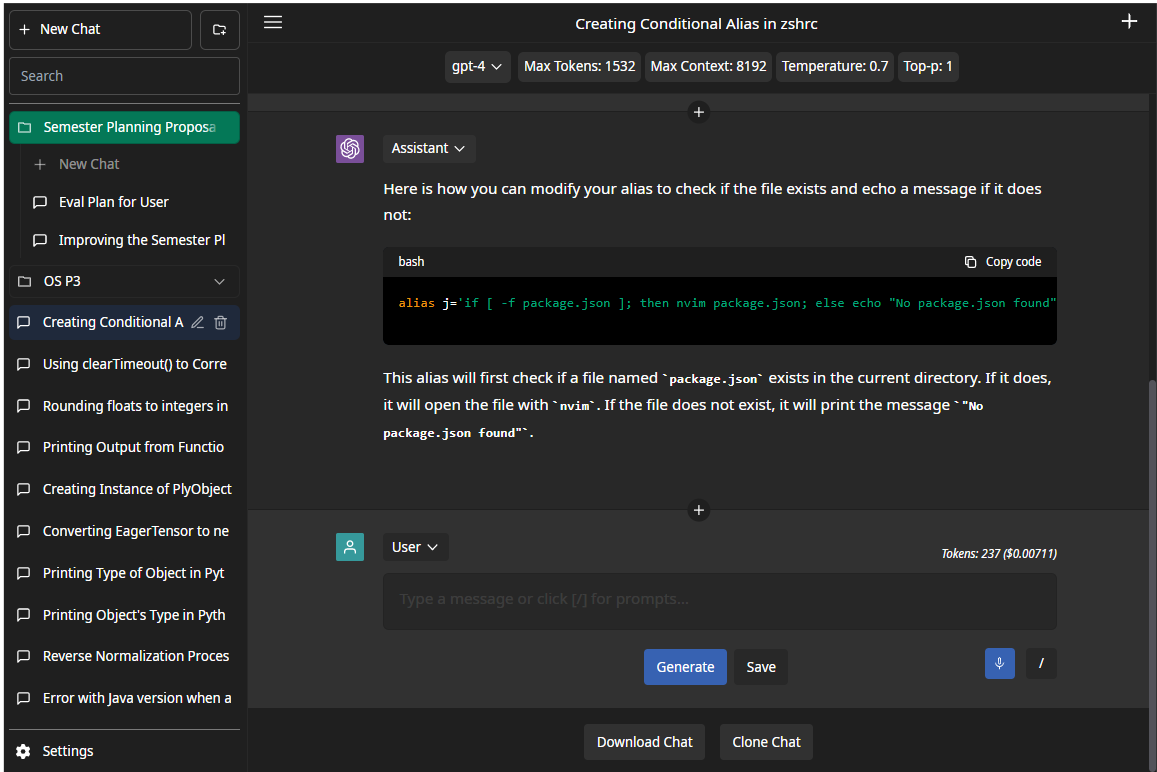 New Chat
Search
Semester Planning Proposa
New Chat
Eval Plan for User
Improving the Semester Pl
OS P3
Creating Conditional A
Using clearTimeout() to Corre
Rounding floats to integers in
Printing Output from Functio
Creating Instance of PlyObject
Converting EagerTensor to ne
Printing Type of Object in Pyt
Printing Object's Type in Pyth
Reverse Normalization Proces
Error with Java version when a
Settings
Creating Conditional Alias in zshrc
gpt-4 Max Tokens: 1532 Max Context: 8192 Temperature: 0.7 Top-p: 1
Assistant
Here is how you can modify your alias to check if the file exists and echo a message if it does
not:
bash Copy code
alias j='if [ -f package.json ]; then nvim package.json; else echo "No package.json found"
This alias will first check if a file named `package.json` exists in the current directory. If it does,
it will open the file with `nvim`. If the file does not exist, it will print the message `"No
package.json found"`.
User
Tokens: 237 ($0.00711)
Type a message or click [/] for prompts...
Generate Save /
Download Chat Clone Chat